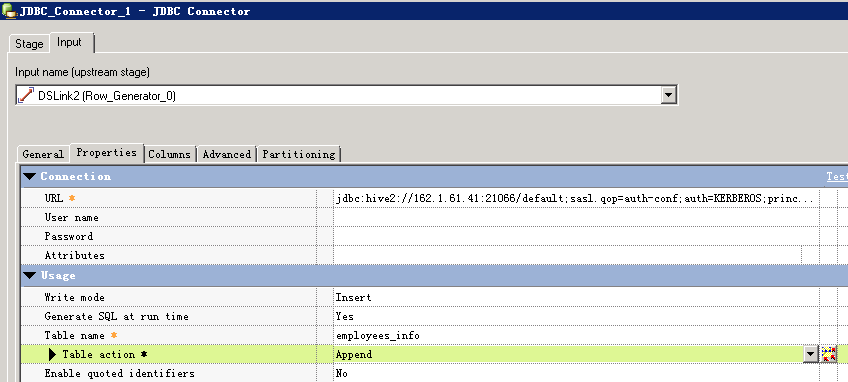 JDBC_Connector_1 - JDBC Connector
Stage Input
Input name (upstream stage)
DSLink2 (Row_Generator_0)
General Properties Columns Advanced Partitioning
Connection Test
URL * jdbc:hive2://162.1.61.41:21066/default;sasl.qop=auth-conf;auth=KERBEROS;princ...
User name
Password
Attributes
Usage
Write mode Insert
Generate SQL at run time Yes
Table name * employees_info
Table action * Append
Enable quoted identifiers No